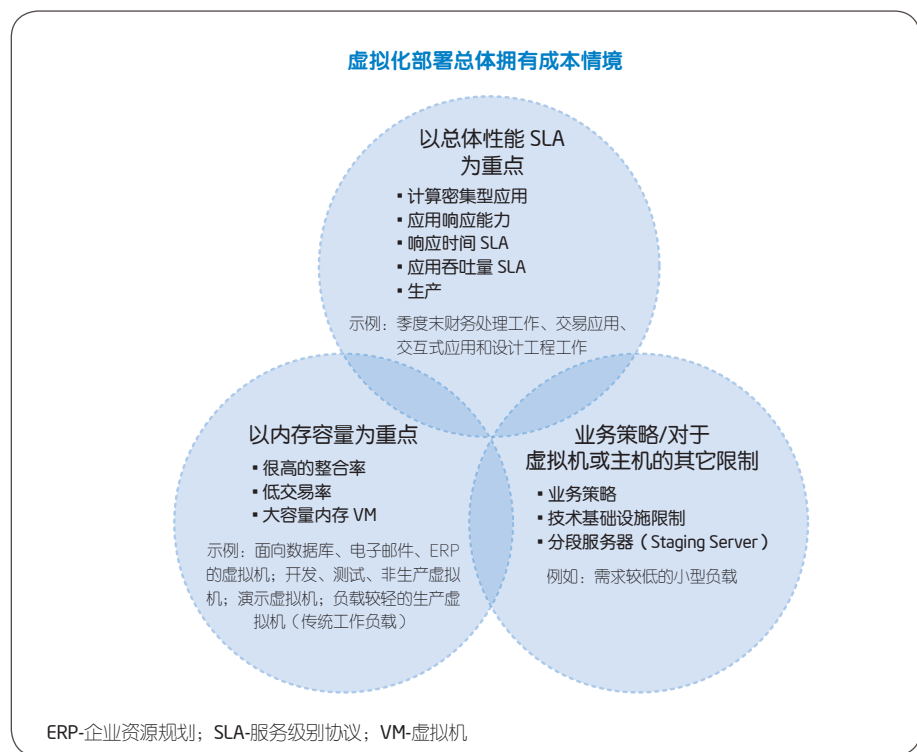 虚拟化部署总体拥有成本情境
以总体性能 SLA
为重点
▪ 计算密集型应用
▪ 应用响应能力
▪ 响应时间 SLA
▪ 应用吞吐量 SLA
▪ 生产
示例：季度末财务处理工作、交易应用、
交互式应用和设计工程工作
以内存容量为重点
▪ 很高的整合率
▪ 低交易率
▪ 大容量内存 VM
示例：面向数据库、电子邮件、ERP
的虚拟机；开发、测试、非生产虚拟
机；演示虚拟机；负载较轻的生产虚
拟机（传统工作负载）
业务策略/对于
虚拟机或主机的其它限制
▪ 业务策略
▪ 技术基础设施限制
▪ 分段服务器（Staging Server）
例如：需求较低的小型负载
ERP-企业资源规划；SLA-服务级别协议；VM-虚拟机